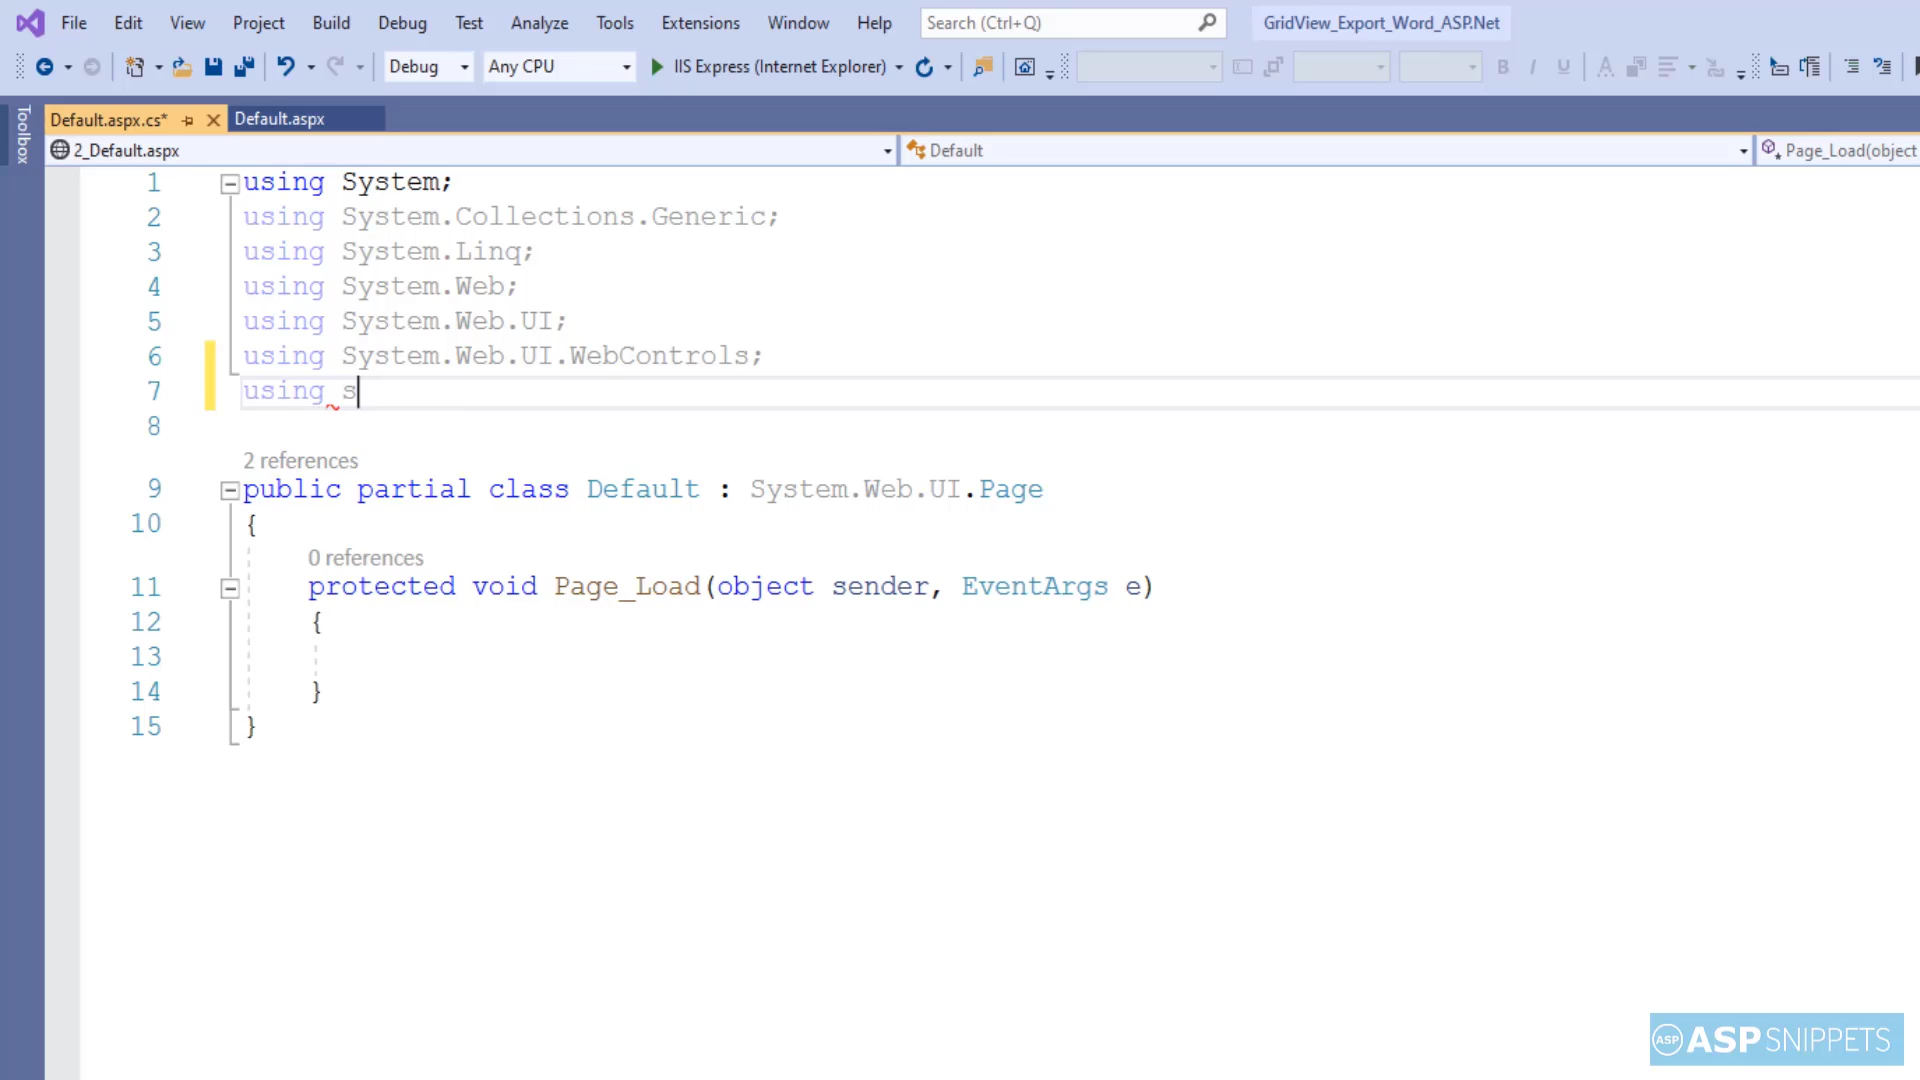 File Edit View Project Build Debug Test Analyze Tools Extensions Window Help Search (Ctrl+Q) GridView_Export_Word_ASP.Net
Debug Any CPU IIS Express (Internet Explorer) B I U A
Toolbox
Default.aspx.cs* Default.aspx
2_Default.aspx Default Page_Load(object
1 using System;
2 using System.Collections.Generic;
3 using System.Linq;
4 using System.Web;
5 using System.Web.UI;
6 using System.Web.UI.WebControls;
7 using s
8
2 references
9 public partial class Default : System.Web.UI.Page
10 {
0 references
11 protected void Page_Load(object sender, EventArgs e)
12 {
13
14 }
15 }
ASP ASPSNIPPETS